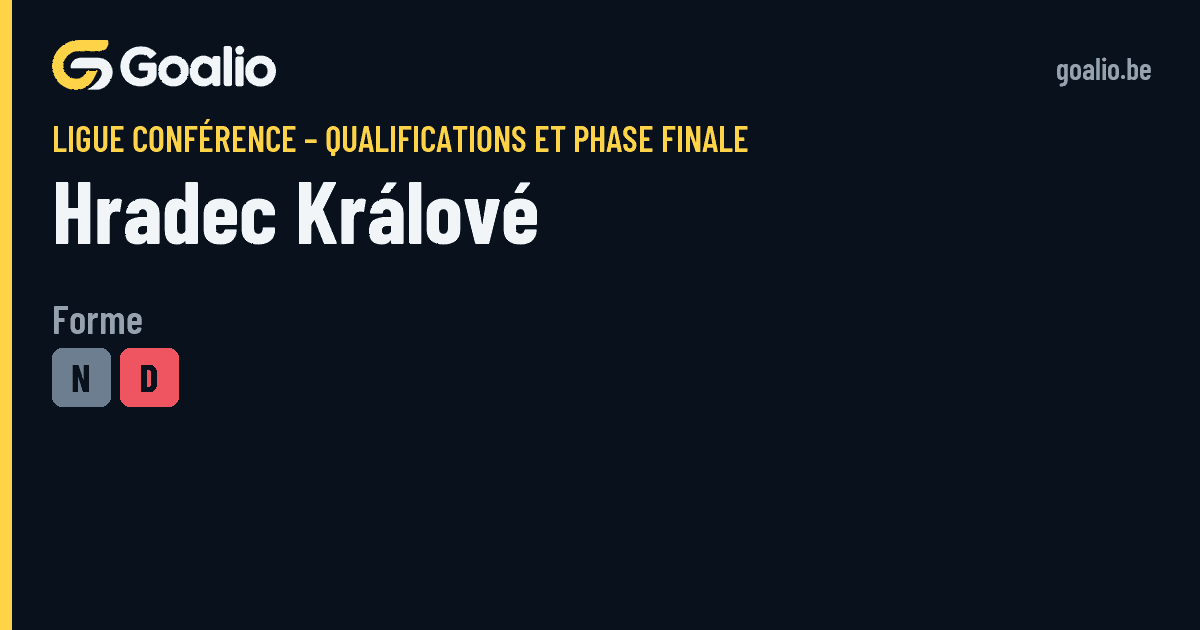 Goalio
goalio.be
LIGUE CONFÉRENCE – QUALIFICATIONS ET PHASE FINALE
Hradec Králové
Forme
N D